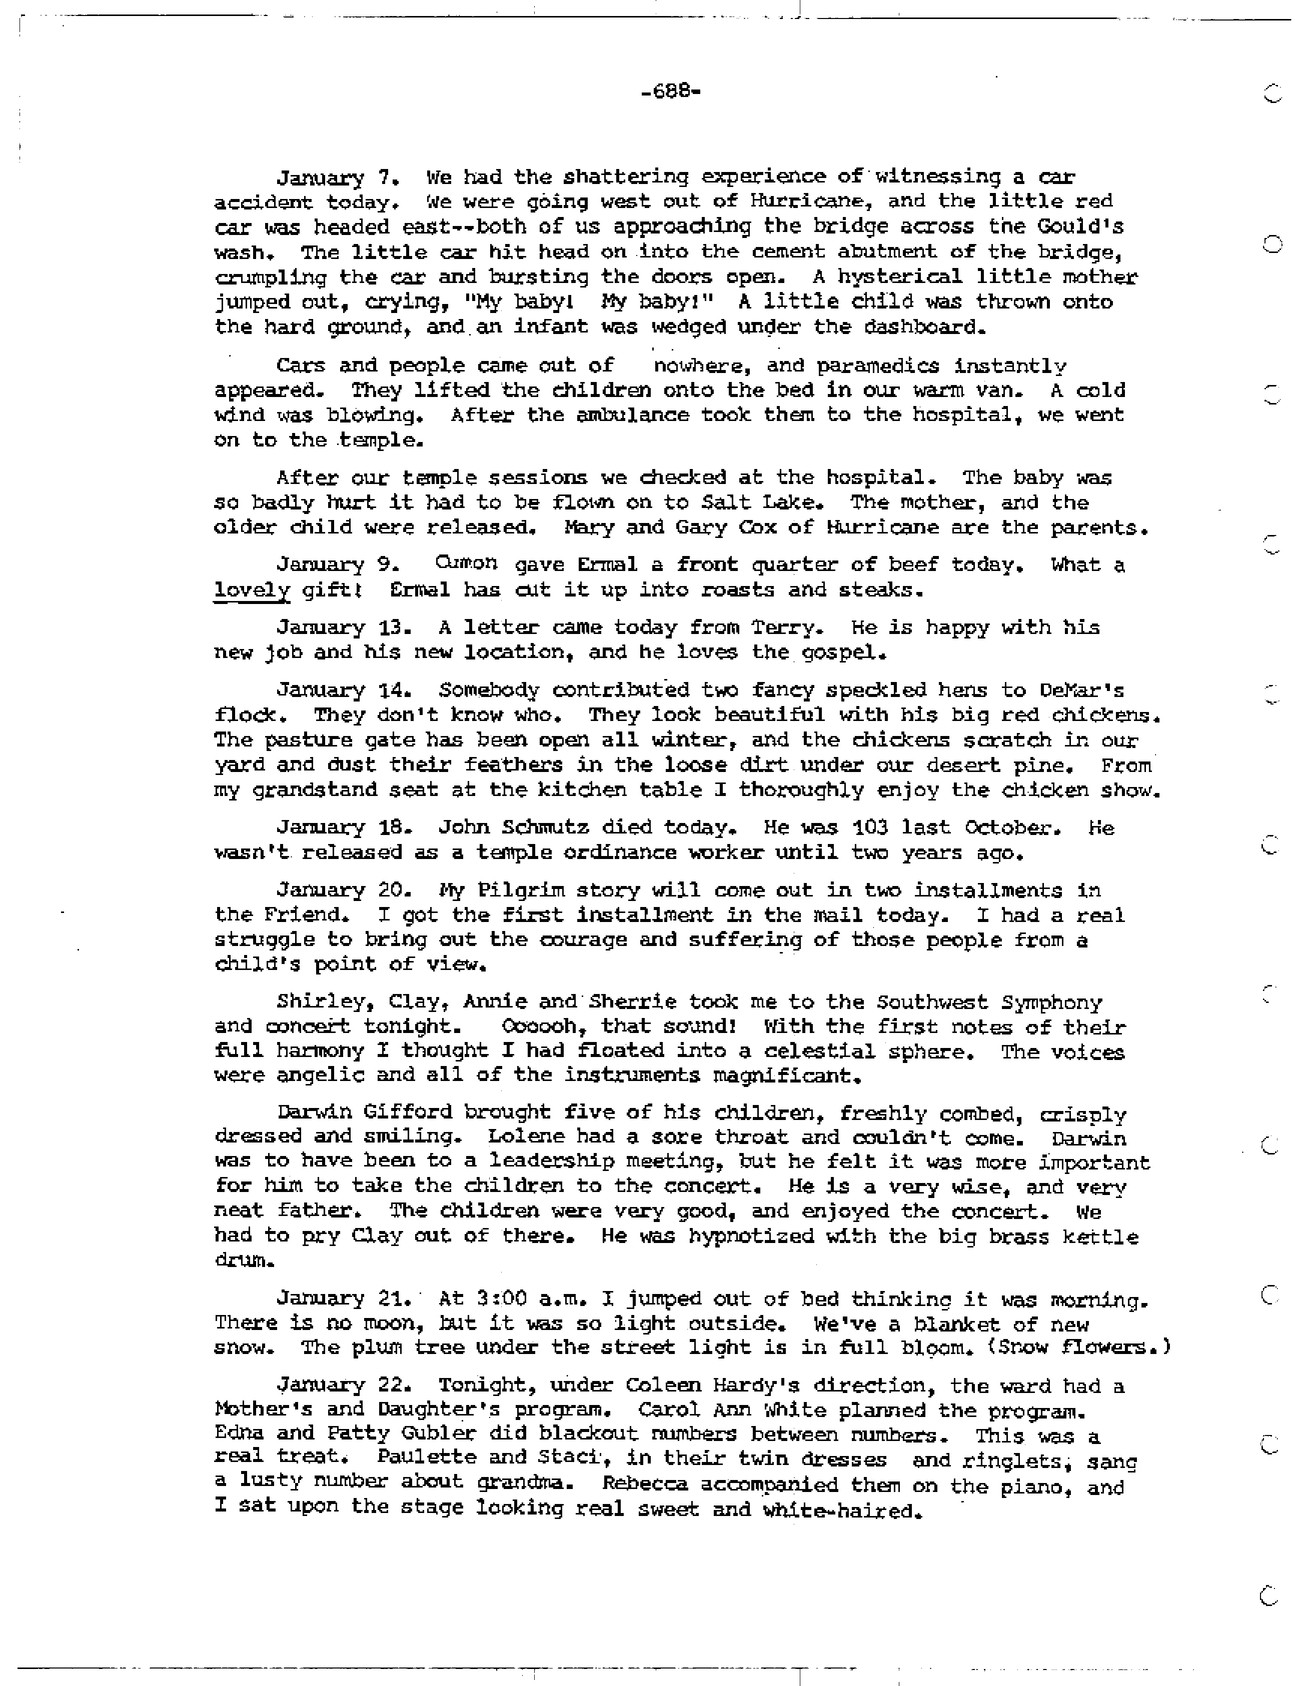 -688-
January 7. We had the shattering experience of witnessing a car
accident today. We were going west out of Hurricane, and the little red
car was headed east--both of us approaching the bridge across the Gould's
wash. The little car hit head on into the cement abutment of the bridge,
crumpling the car and bursting the doors open. A hysterical little mother
jumped out, crying, "My baby! My baby!" A little child was thrown onto
the hard ground, and an infant was wedged under the dashboard.
Cars and people came out of nowhere, and paramedics instantly
appeared. They lifted the children onto the bed in our warm van. A cold
wind was blowing. After the ambulance took them to the hospital, we went
on to the temple.
After our temple sessions we checked at the hospital. The baby was
so badly hurt it had to be flown on to Salt Lake. The mother, and the
older child were released. Mary and Gary Cox of Hurricane are the parents.
January 9. Ozmon gave Ermal a front quarter of beef today. What a
lovely gift! Ermal has cut it up into roasts and steaks.
January 13. A letter came today from Terry. He is happy with his
new job and his new location, and he loves the gospel.
January 14. Somebody contributed two fancy speckled hens to DeMar's
flock. They don't know who. They look beautiful with his big red chickens.
The pasture gate has been open all winter, and the chickens scratch in our
yard and dust their feathers in the loose dirt under our desert pine. From
my grandstand seat at the kitchen table I thoroughly enjoy the chicken show.
January 18. John Schmutz died today. He was 103 last October. He
wasn't released as a temple ordinance worker until two years ago.
January 20. My Pilgrim story will come out in two installments in
the Friend. I got the first installment in the mail today. I had a real
struggle to bring out the courage and suffering of those people from a
child's point of view.
Shirley, Clay, Annie and Sherrie took me to the Southwest Symphony
and concert tonight. Oooooh, that sound! With the first notes of their
full harmony I thought I had floated into a celestial sphere. The voices
were angelic and all of the instruments magnificant.
Darwin Gifford brought five of his children, freshly combed, crisply
dressed and smiling. Lolene had a sore throat and couldn't come. Darwin
was to have been to a leadership meeting, but he felt it was more important
for him to take the children to the concert. He is a very wise, and very
neat father. The children were very good, and enjoyed the concert. We
had to pry Clay out of there. He was hypnotized with the big brass kettle
drum.
January 21. At 3:00 a.m. I jumped out of bed thinking it was morning.
There is no moon, but it was so light outside. We've a blanket of new
snow. The plum tree under the street light is in full bloom. (Snow flowers.)
January 22. Tonight, under Coleen Hardy's direction, the ward had a
Mother's and Daughter's program. Carol Ann White planned the program.
Edna and Patty Gubler did blackout numbers between numbers. This was a
real treat. Paulette and Staci, in their twin dresses and ringlets, sang
a lusty number about grandma. Rebecca accompanied them on the piano, and
I sat upon the stage looking real sweet and white-haired.